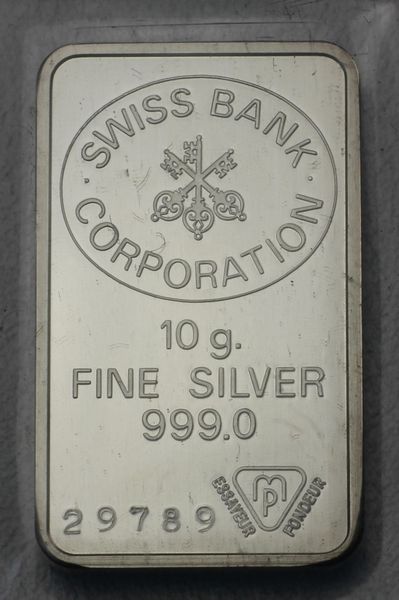 · SWISS BANK ·
CORPORATION
10 g.
FINE SILVER
999.0
29789
ESSAYEUR
MP
FONDEUR